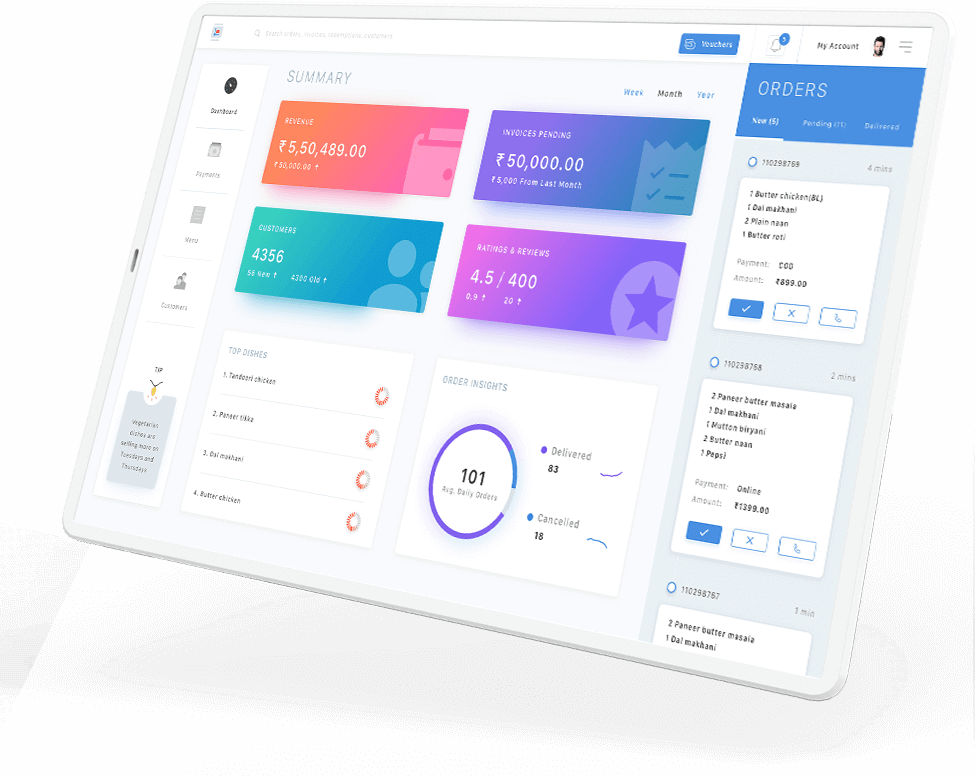 Search orders, invoices, redemptions, customers
Vouchers
5
My Account
Dashboard
Payments
Menu
Customers
TIP
Vegetarian
dishes are
selling more on
Tuesdays and
Thursdays
SUMMARY
Week Month Year
REVENUE
₹5,50,489.00
₹50,000.00 ↑
INVOICES PENDING
₹50,000.00
₹5,000 From Last Month
CUSTOMERS
4356
56 New ↑ 4300 Old ↑
RATINGS & REVIEWS
4.5 / 400
0.9 ↑ 20 ↑
TOP DISHES
1. Tandoori chicken
2. Paneer tikka
3. Dal makhani
4. Butter chicken
ORDER INSIGHTS
101
Avg. Daily Orders
Delivered
83
Cancelled
18
ORDERS
New (5) Pending (11) Delivered
110298769 4 mins
1 Butter chicken(BL)
1 Dal makhani
2 Plain naan
1 Butter roti
Payment: COD
Amount: ₹899.00
110298768 2 mins
2 Paneer butter masala
1 Dal makhani
1 Mutton biryani
2 Butter naan
1 Pepsi
Payment: Online
Amount: ₹1399.00
110298767 1 min
2 Paneer butter masala
1 Dal makhani